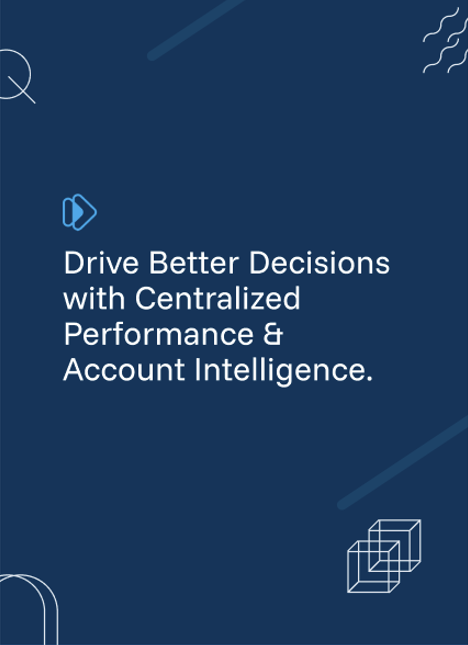 Drive Better Decisions
with Centralized
Performance &
Account Intelligence.